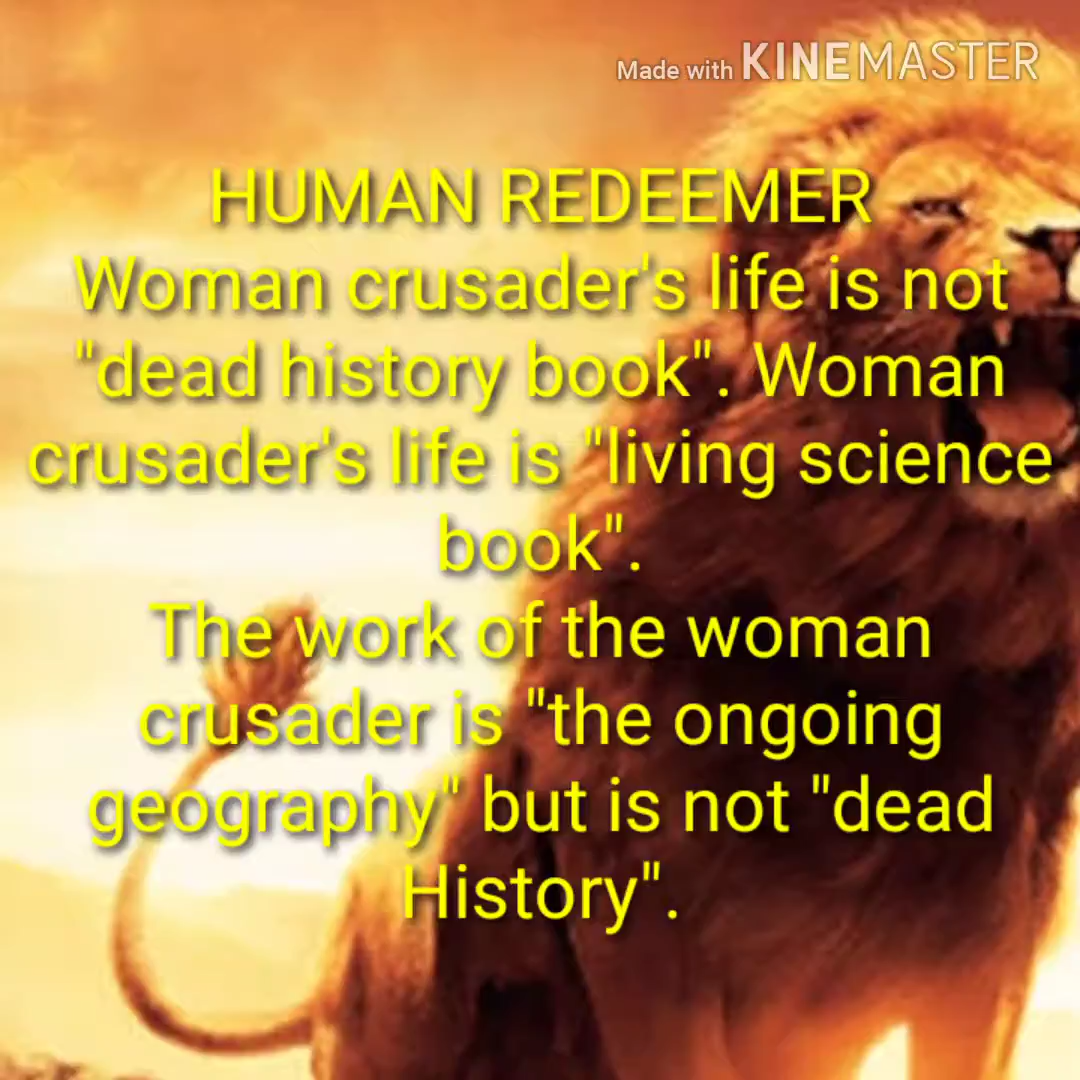 Made with KINEMASTER
HUMAN REDEEMER
Woman crusader's life is not
"dead history book". Woman
crusader's life is "living science
book".
The work of the woman
crusader is "the ongoing
geography" but is not "dead
History".